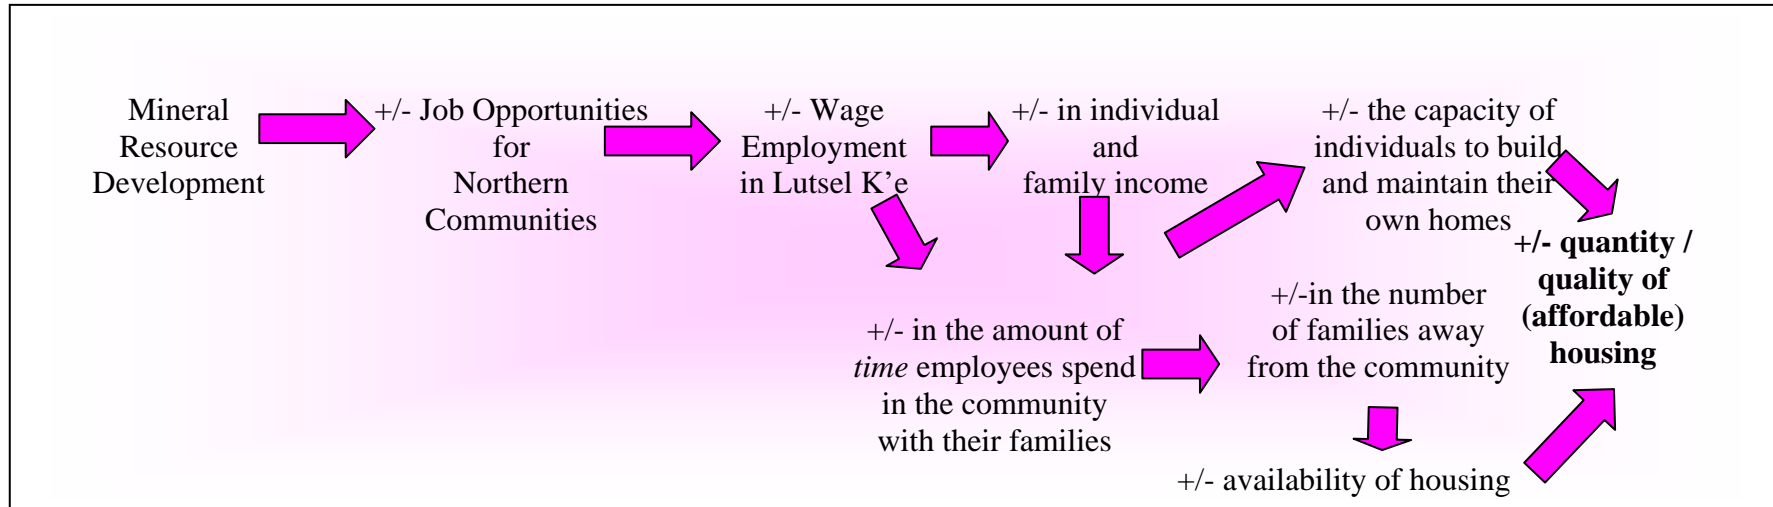 Mineral
Resource
Development
+/- Job Opportunities
for
Northern
Communities
+/- Wage
Employment
in Lutsel K’e
+/- in individual
and
family income
+/- the capacity of
individuals to build
and maintain their
own homes
+/- quantity /
quality of
(affordable)
housing
+/- in the amount of
time employees spend
in the community
with their families
+/-in the number
of families away
from the community
+/- availability of housing